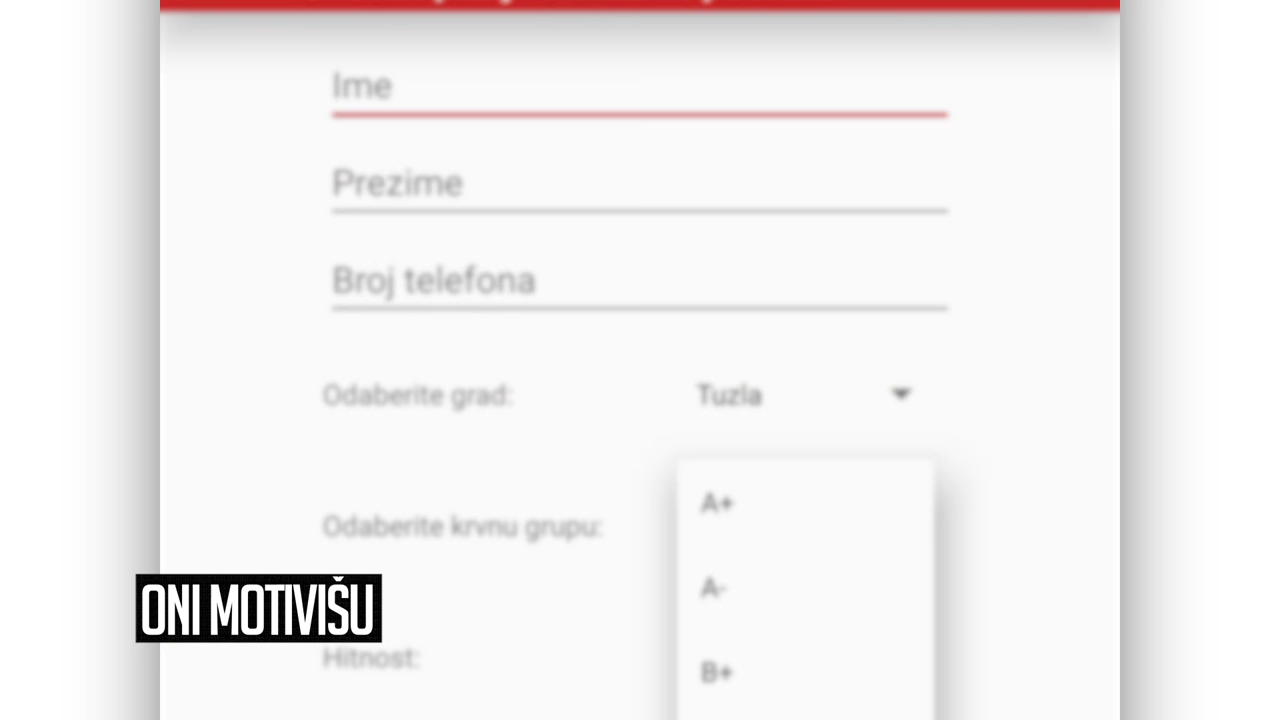 Ime
Prezime
Broj telefona
Odaberite grad: Tuzla
A+
Odaberite krvnu grupu:
A-
ONI MOTIVIŠU
Hitnost:
B+